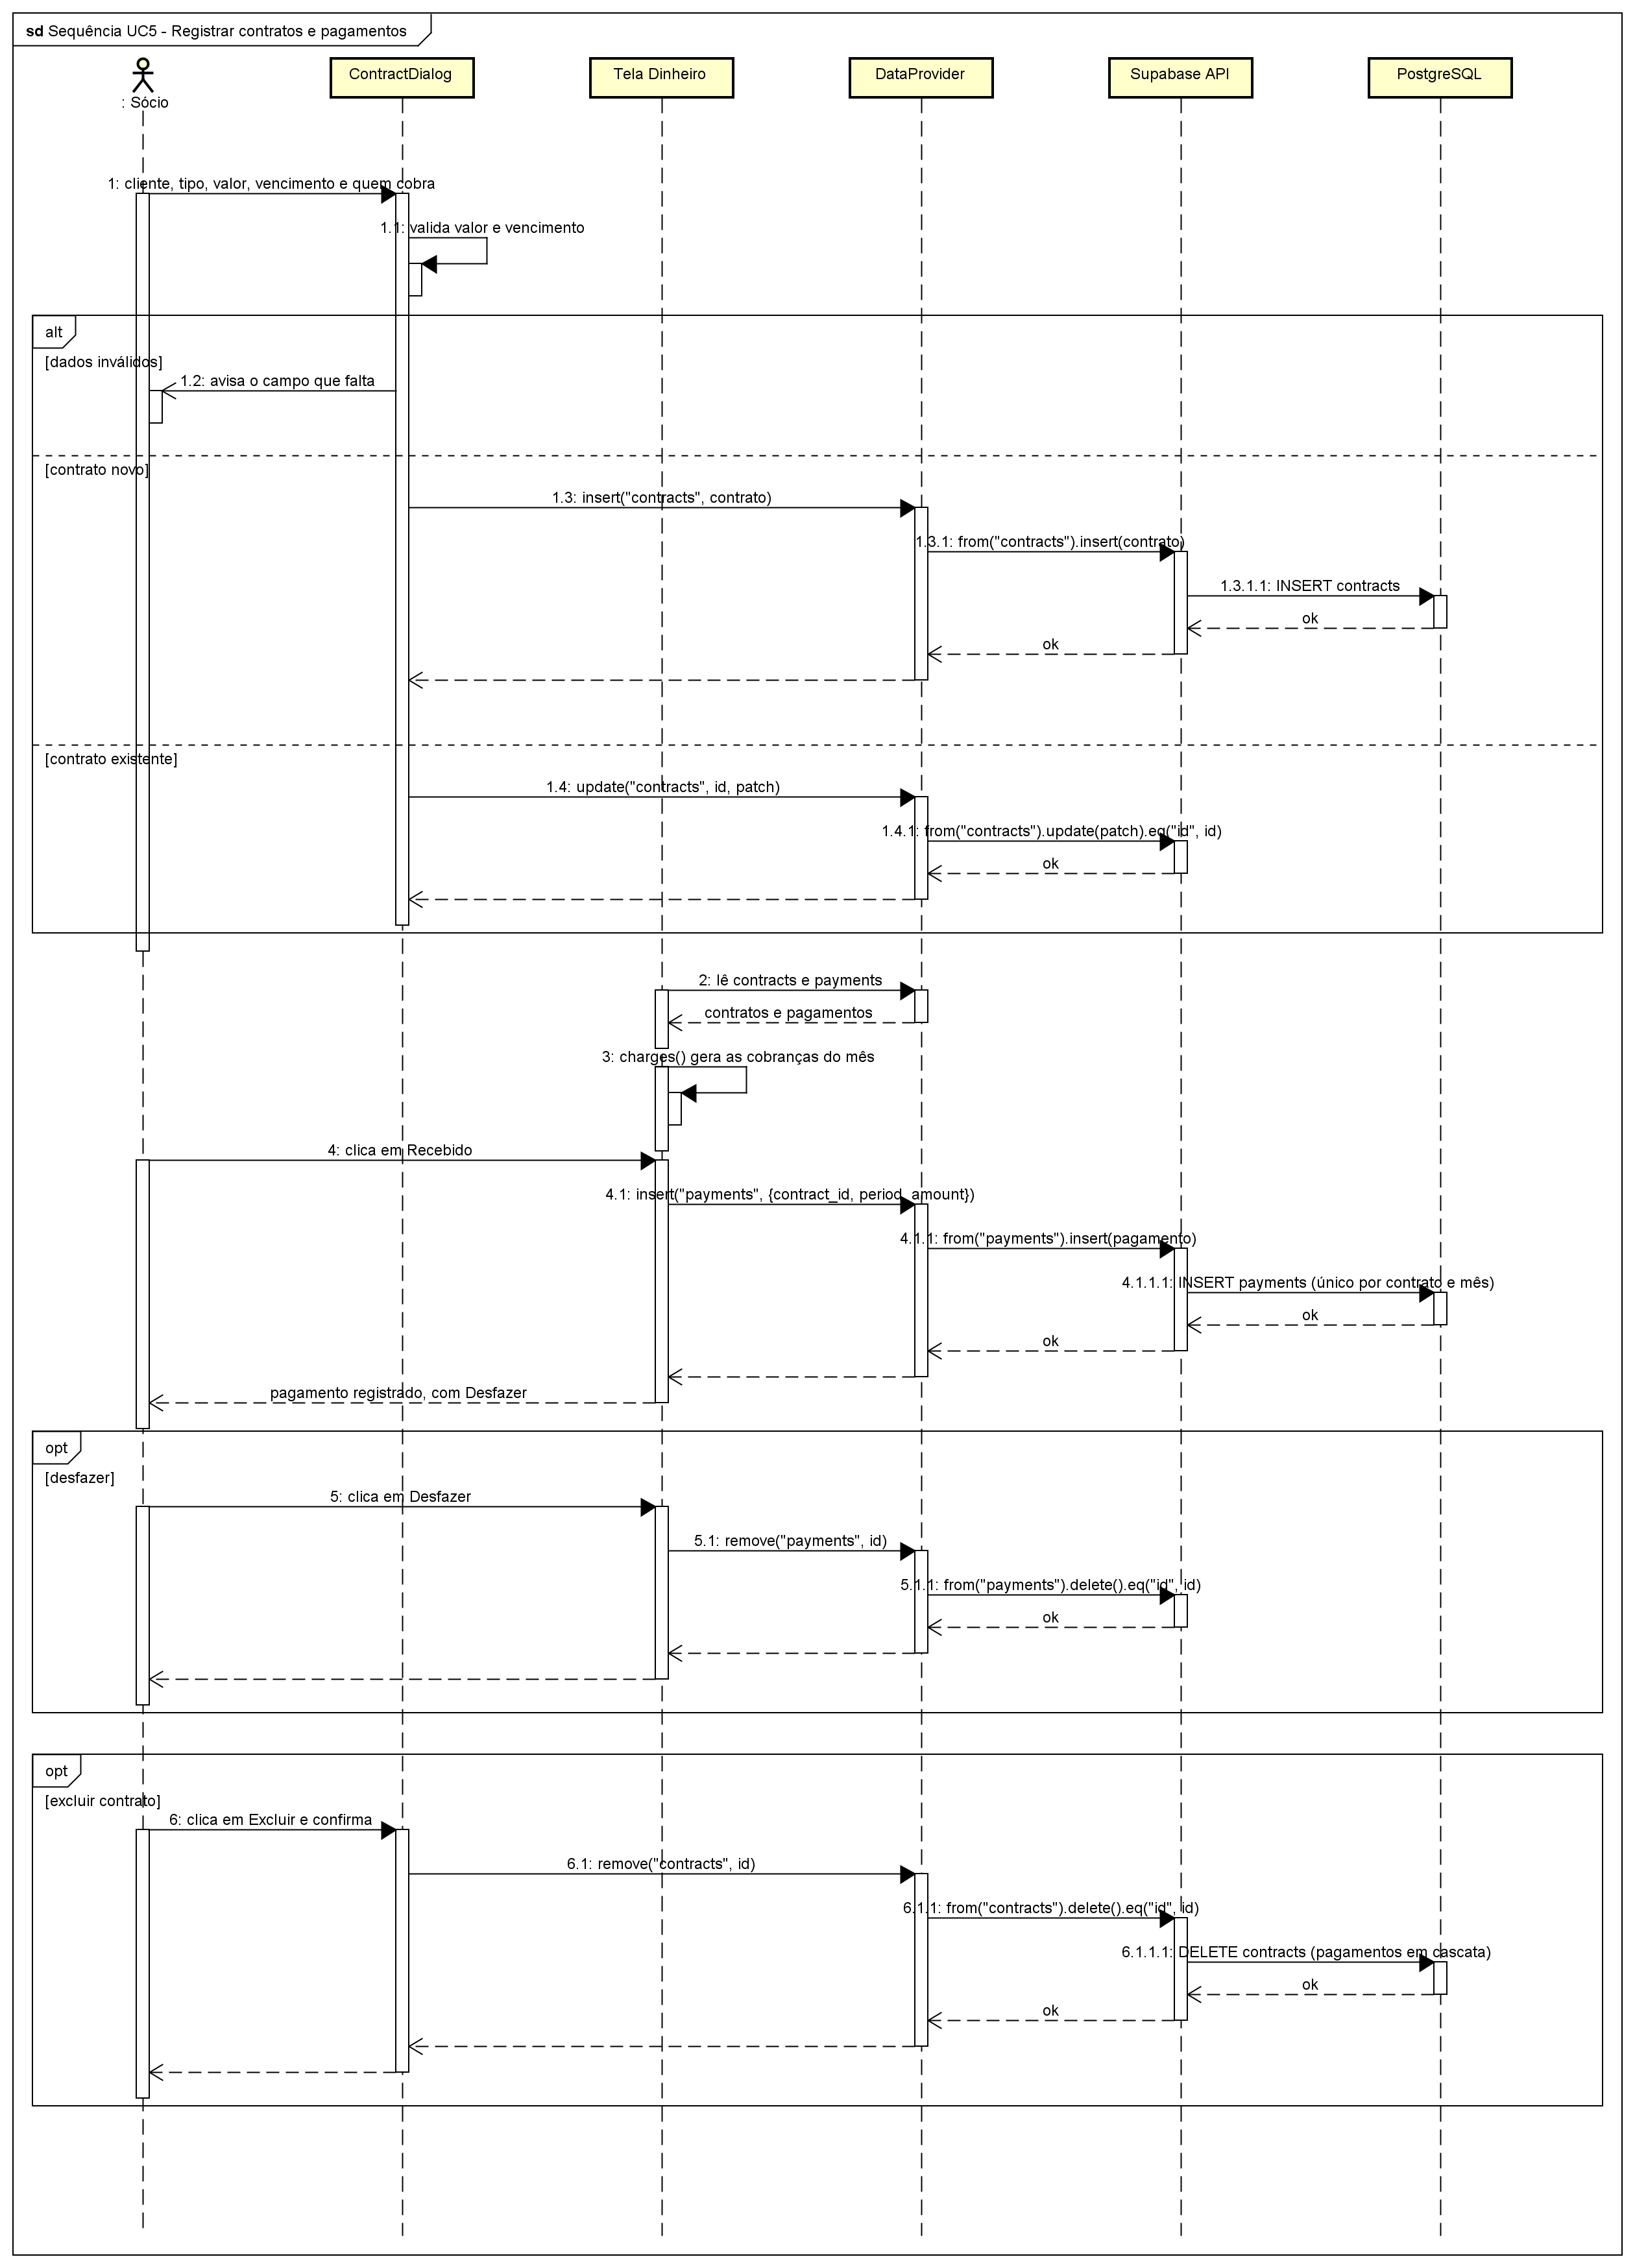 sd Sequência UC5 - Registrar contratos e pagamentos
: Sócio
ContractDialog
Tela Dinheiro
DataProvider
Supabase API
PostgreSQL
1: cliente, tipo, valor, vencimento e quem cobra
1.1: valida valor e vencimento
alt
[dados inválidos]
1.2: avisa o campo que falta
[contrato novo]
1.3: insert("contracts", contrato)
1.3.1: from("contracts").insert(contrato)
1.3.1.1: INSERT contracts
ok
ok
[contrato existente]
1.4: update("contracts", id, patch)
1.4.1: from("contracts").update(patch).eq("id", id)
ok
2: lê contracts e payments
contratos e pagamentos
3: charges() gera as cobranças do mês
4: clica em Recebido
4.1: insert("payments", {contract_id, period, amount})
4.1.1: from("payments").insert(pagamento)
4.1.1.1: INSERT payments (único por contrato e mês)
ok
ok
pagamento registrado, com Desfazer
opt
[desfazer]
5: clica em Desfazer
5.1: remove("payments", id)
5.1.1: from("payments").delete().eq("id", id)
ok
opt
[excluir contrato]
6: clica em Excluir e confirma
6.1: remove("contracts", id)
6.1.1: from("contracts").delete().eq("id", id)
6.1.1.1: DELETE contracts (pagamentos em cascata)
ok
ok